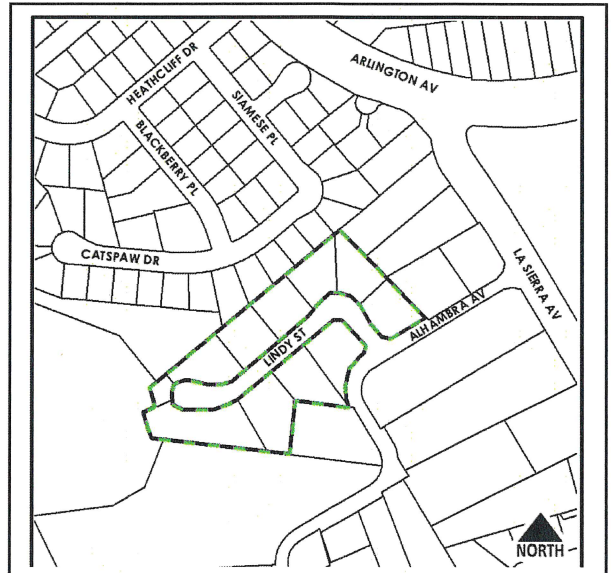 HEATHCLIFF DR
ARLINGTON AV
SIAMESE PL
BLACKBERRY PL
CATSPAW DR
LA SIERRA AV
ALHAMBRA AV
LINDY ST
NORTH